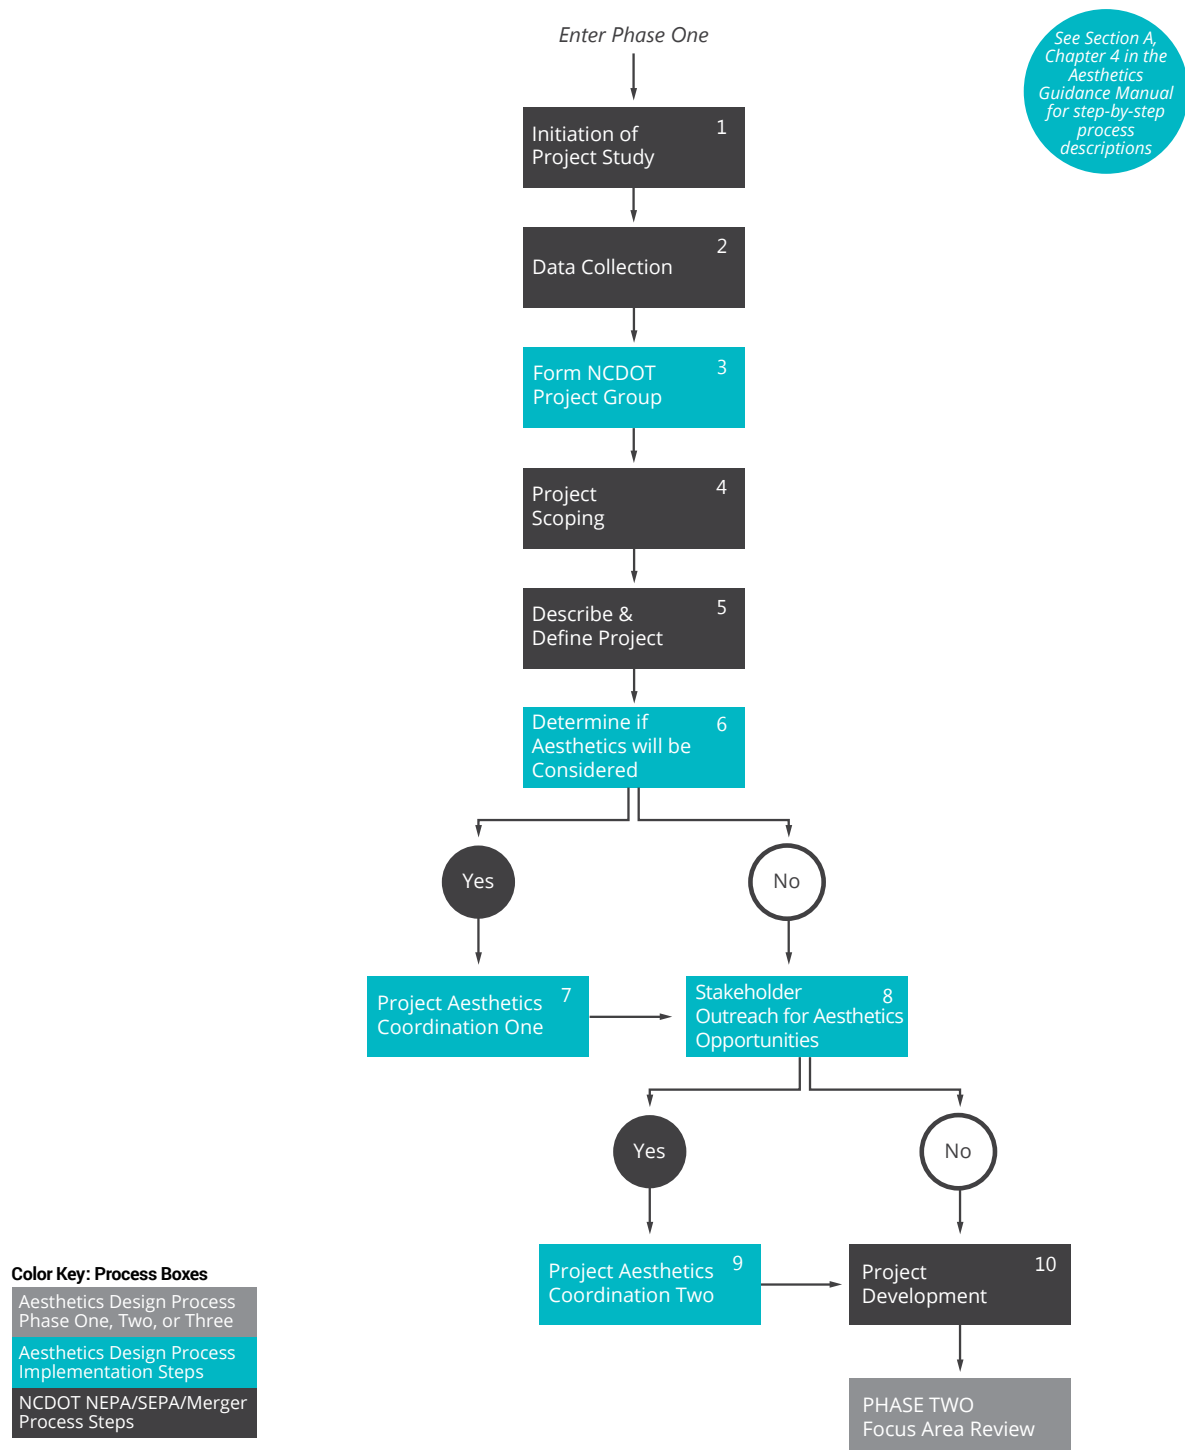 Enter Phase One
See Section A,
Chapter 4 in the
Aesthetics
Guidance Manual
for step-by-step
process
descriptions
Initiation of
Project Study
1
Data Collection
2
Form NCDOT
Project Group
3
Project
Scoping
4
Describe &
Define Project
5
Determine if
Aesthetics will be
Considered
6
Yes
No
Project Aesthetics
Coordination One
7
Stakeholder
Outreach for Aesthetics
Opportunities
8
Yes
No
Project Aesthetics
Coordination Two
9
Project
Development
10
PHASE TWO
Focus Area Review
Color Key: Process Boxes
Aesthetics Design Process
Phase One, Two, or Three
Aesthetics Design Process
Implementation Steps
NCDOT NEPA/SEPA/Merger
Process Steps